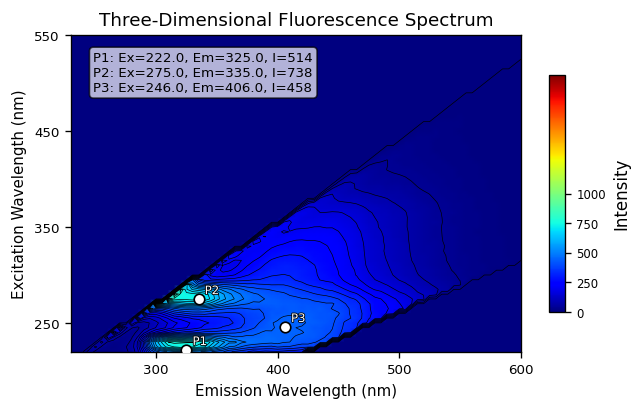 Three-Dimensional Fluorescence Spectrum
P1: Ex=222.0, Em=325.0, I=514
P2: Ex=275.0, Em=335.0, I=738
P3: Ex=246.0, Em=406.0, I=458
550
450
350
250
Excitation Wavelength (nm)
P2
P3
P1
300
400
500
600
Emission Wavelength (nm)
1000
750
500
250
0
Intensity